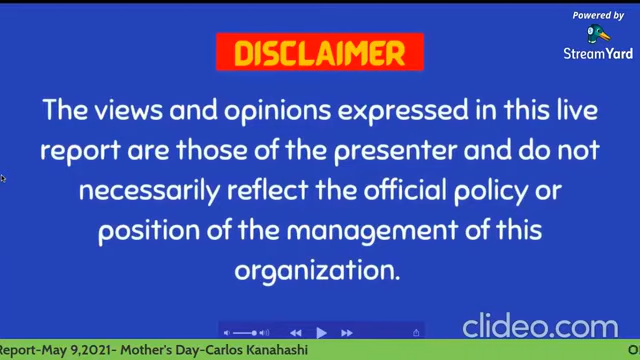 Powered by
StreamYard
DISCLAIMER
The views and opinions expressed in this live
report are those of the presenter and do not
necessarily reflect the official policy or
position of the management of this
organization.
clideo.com
Report-May 9,2021- Mother's Day-Carlos Kanahashi